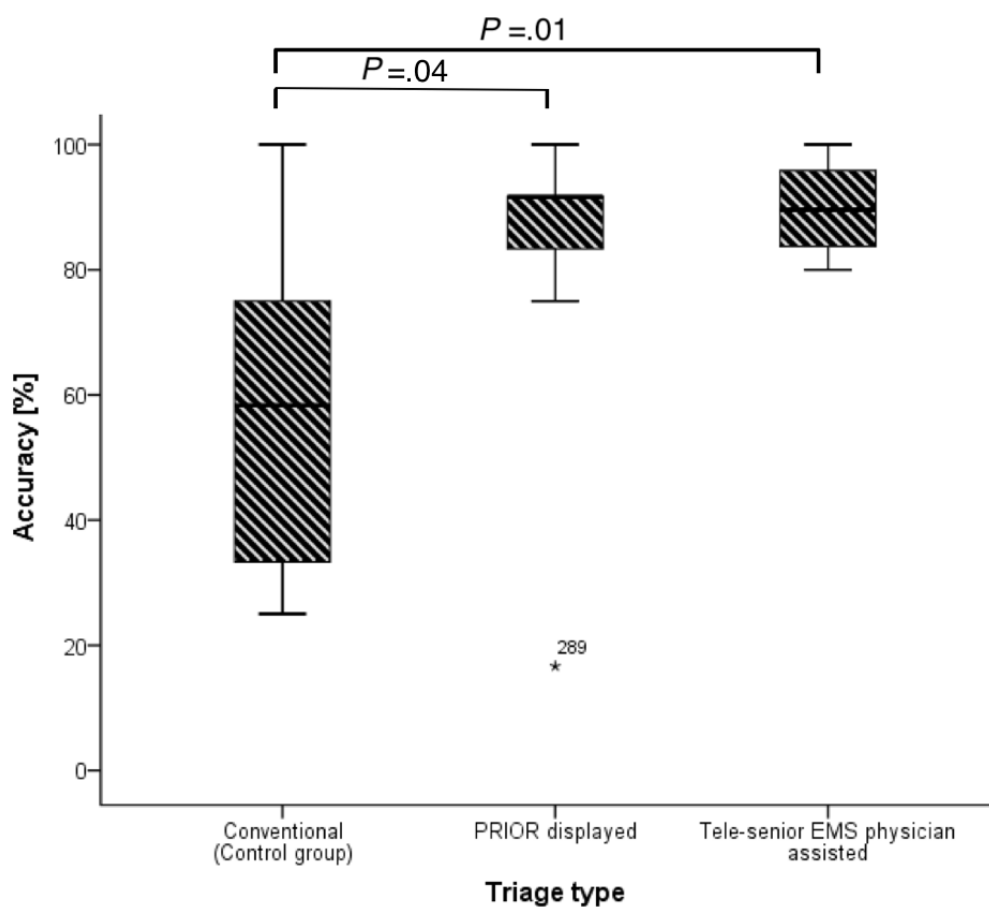 P =.01
P =.04
100
80
60
40
20
0
Accuracy [%]
289
*
Conventional
(Control group)
PRIOR displayed
Tele-senior EMS physician
assisted
Triage type